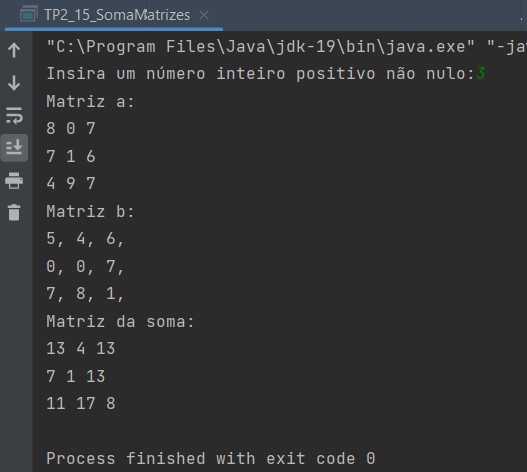 TP2_15_SomaMatrizes
"C:\Program Files\Java\jdk-19\bin\java.exe" "-ja
Insira um número inteiro positivo não nulo:3
Matriz a:
8 0 7
7 1 6
4 9 7
Matriz b:
5, 4, 6,
0, 0, 7,
7, 8, 1,
Matriz da soma:
13 4 13
7 1 13
11 17 8
Process finished with exit code 0